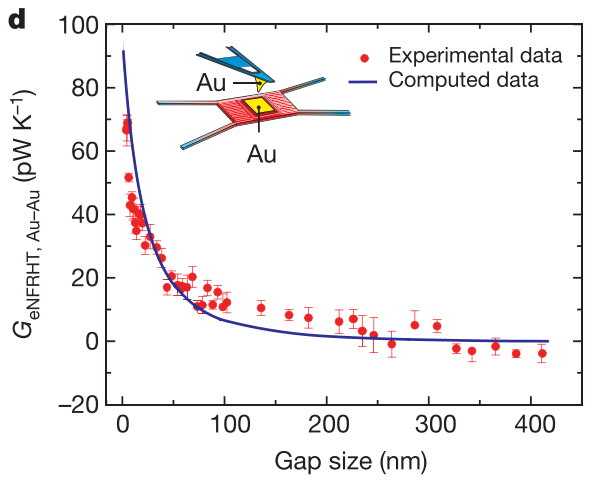 d
100
80
60
40
20
0
−20
G eNFRHT, Au–Au (pW K−1)
Experimental data
Computed data
Au
Au
0
100
200
300
400
Gap size (nm)